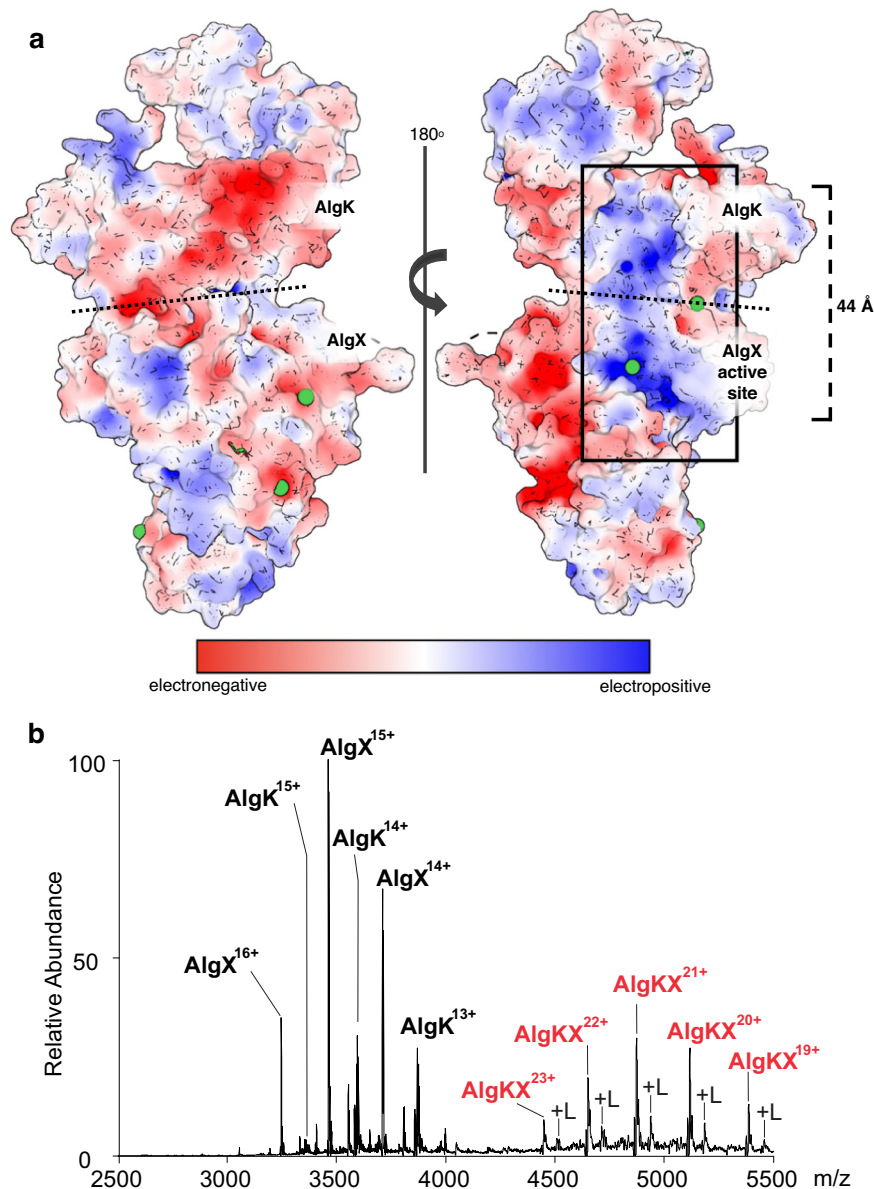 a
180º
AlgK
AlgK
44 Å
AlgX
AlgX
active
site
electronegative
electropositive
b
100
50
0
Relative Abundance
AlgX15+
AlgK15+
AlgK14+
AlgX14+
AlgX16+
AlgK13+
AlgKX21+
AlgKX22+
AlgKX20+
AlgKX19+
AlgKX23+
+L
+L
+L
+L
+L
2500
3000
3500
4000
4500
5000
5500
m/z